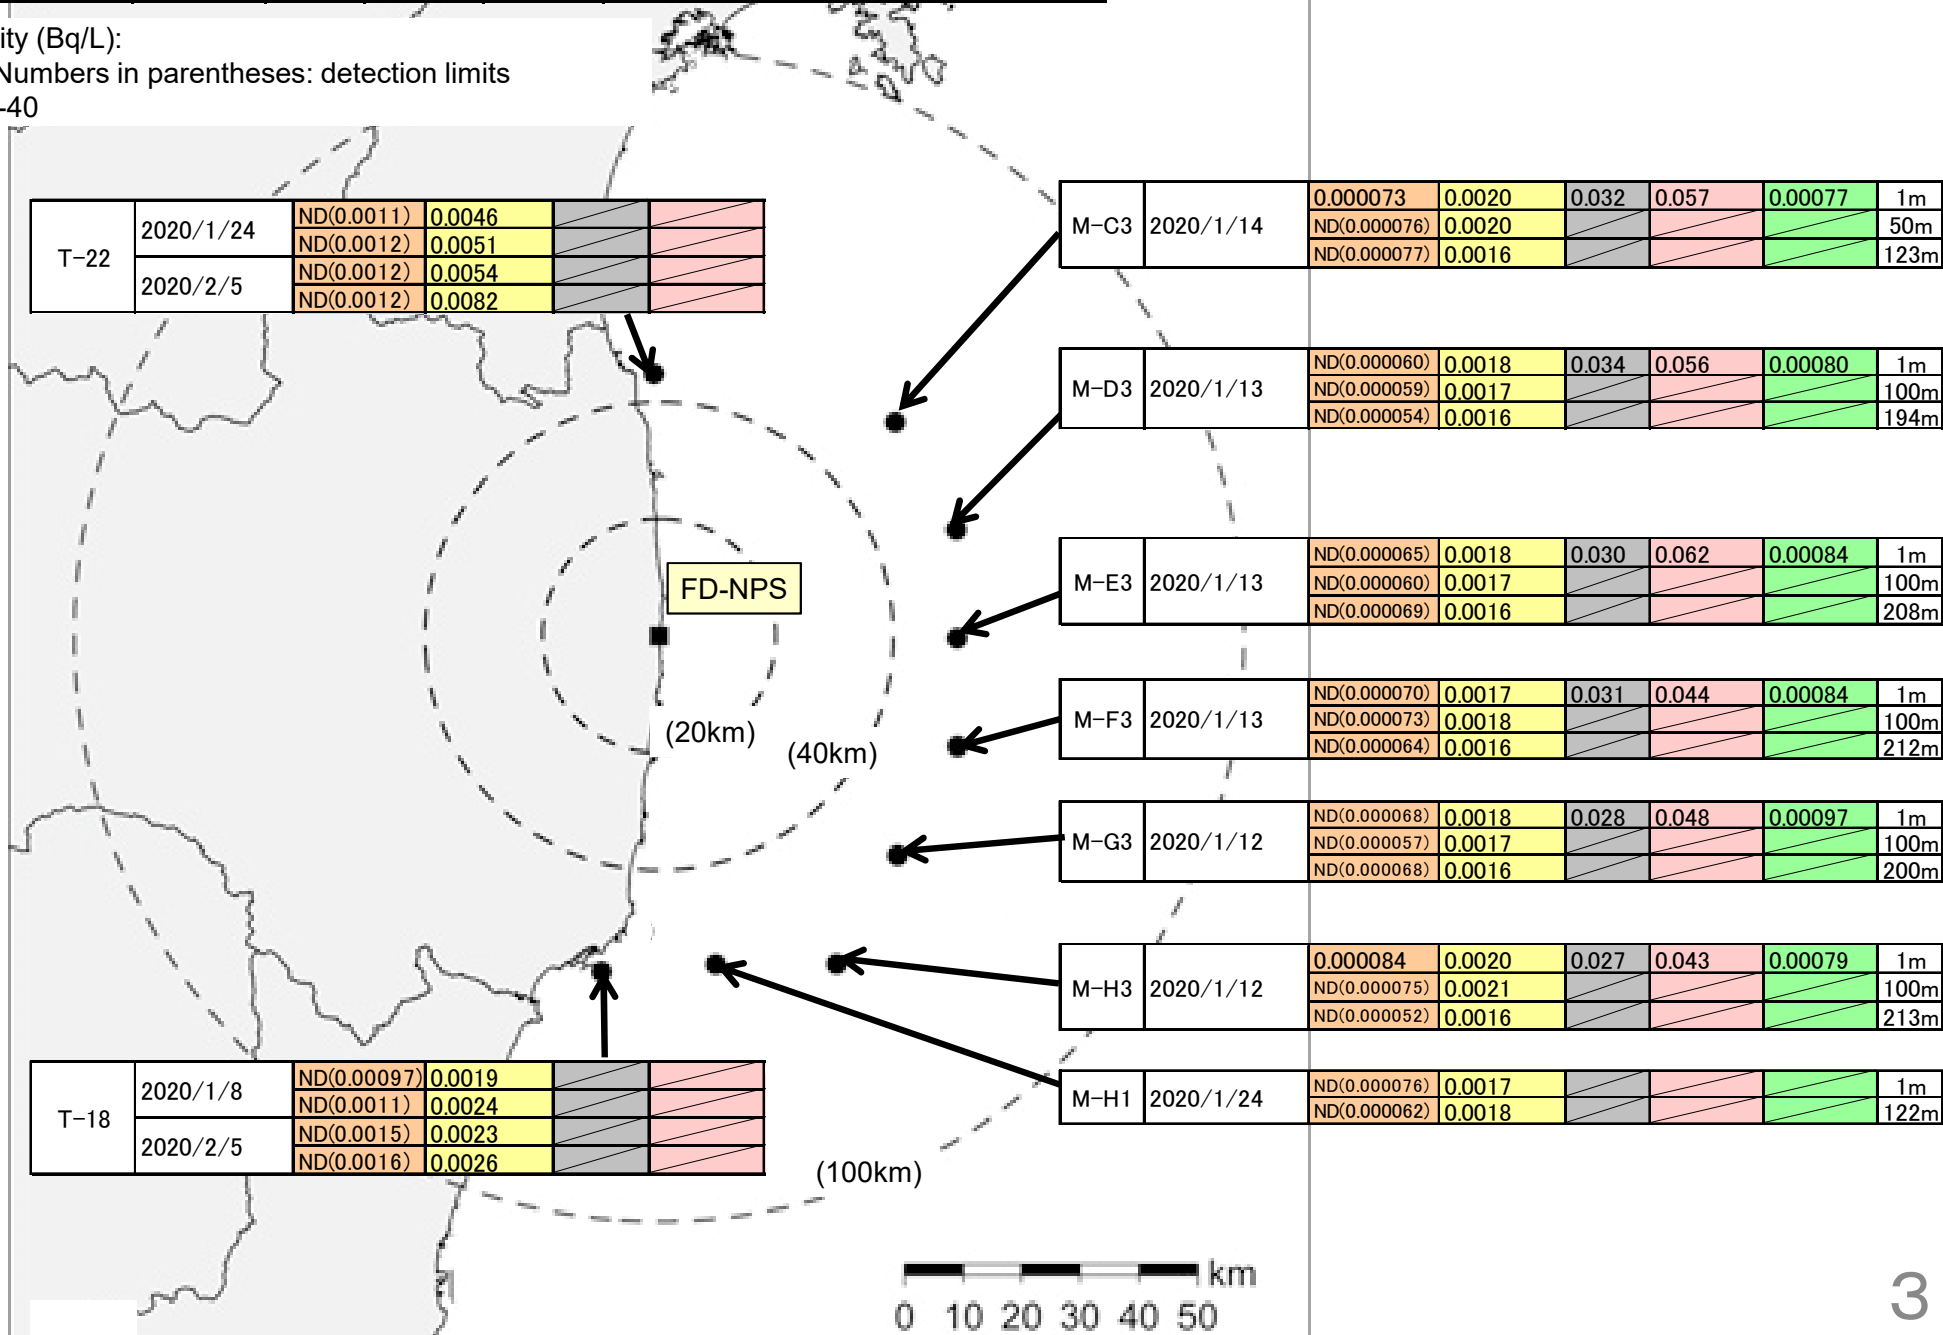 ity (Bq/L):
Numbers in parentheses: detection limits
-40
T-22 2020/1/24 ND(0.0011) 0.0046
ND(0.0012) 0.0051
2020/2/5 ND(0.0012) 0.0054
ND(0.0012) 0.0082
M-C3 2020/1/14 0.000073 0.0020 0.032 0.057 0.00077 1m
ND(0.000076) 0.0020 50m
ND(0.000077) 0.0016 123m
M-D3 2020/1/13 ND(0.000060) 0.0018 0.034 0.056 0.00080 1m
ND(0.000059) 0.0017 100m
ND(0.000054) 0.0016 194m
M-E3 2020/1/13 ND(0.000065) 0.0018 0.030 0.062 0.00084 1m
ND(0.000060) 0.0017 100m
ND(0.000069) 0.0016 208m
FD-NPS
(20km)
(40km)
M-F3 2020/1/13 ND(0.000070) 0.0017 0.031 0.044 0.00084 1m
ND(0.000073) 0.0018 100m
ND(0.000064) 0.0016 212m
M-G3 2020/1/12 ND(0.000068) 0.0018 0.028 0.048 0.00097 1m
ND(0.000057) 0.0017 100m
ND(0.000068) 0.0016 200m
M-H3 2020/1/12 0.000084 0.0020 0.027 0.043 0.00079 1m
ND(0.000075) 0.0021 100m
ND(0.000052) 0.0016 213m
M-H1 2020/1/24 ND(0.000076) 0.0017 1m
ND(0.000062) 0.0018 122m
T-18 2020/1/8 ND(0.00097) 0.0019
ND(0.0011) 0.0024
2020/2/5 ND(0.0015) 0.0023
ND(0.0016) 0.0026
(100km)
km
0 10 20 30 40 50
3